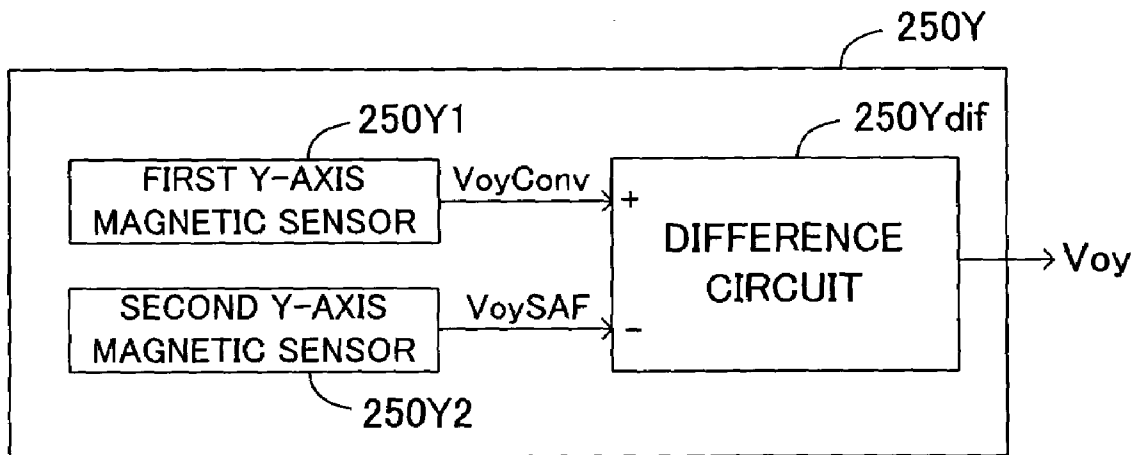 250Y
250Y1
250Ydif
FIRST Y-AXIS
MAGNETIC SENSOR
VoyConv
+
DIFFERENCE
CIRCUIT
Voy
SECOND Y-AXIS
MAGNETIC SENSOR
VoySAF
-
250Y2